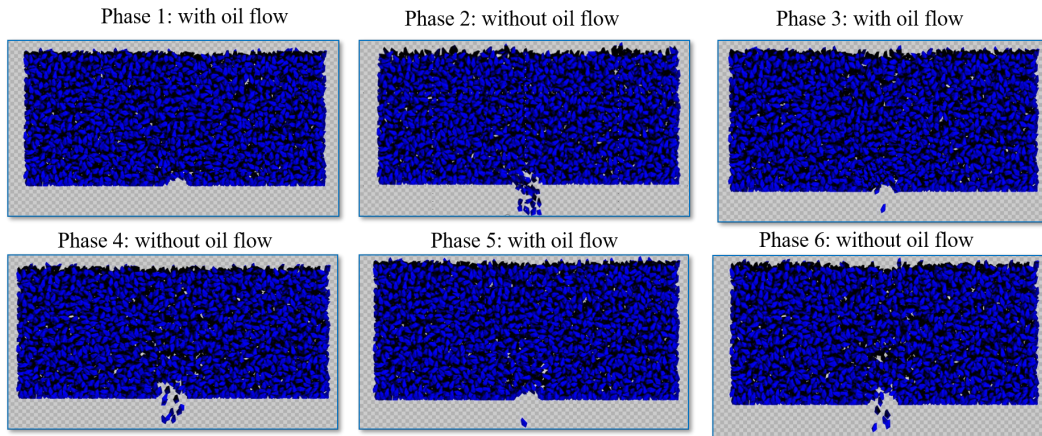 Phase 1: with oil flow
Phase 2: without oil flow
Phase 3: with oil flow
Phase 4: without oil flow
Phase 5: with oil flow
Phase 6: without oil flow